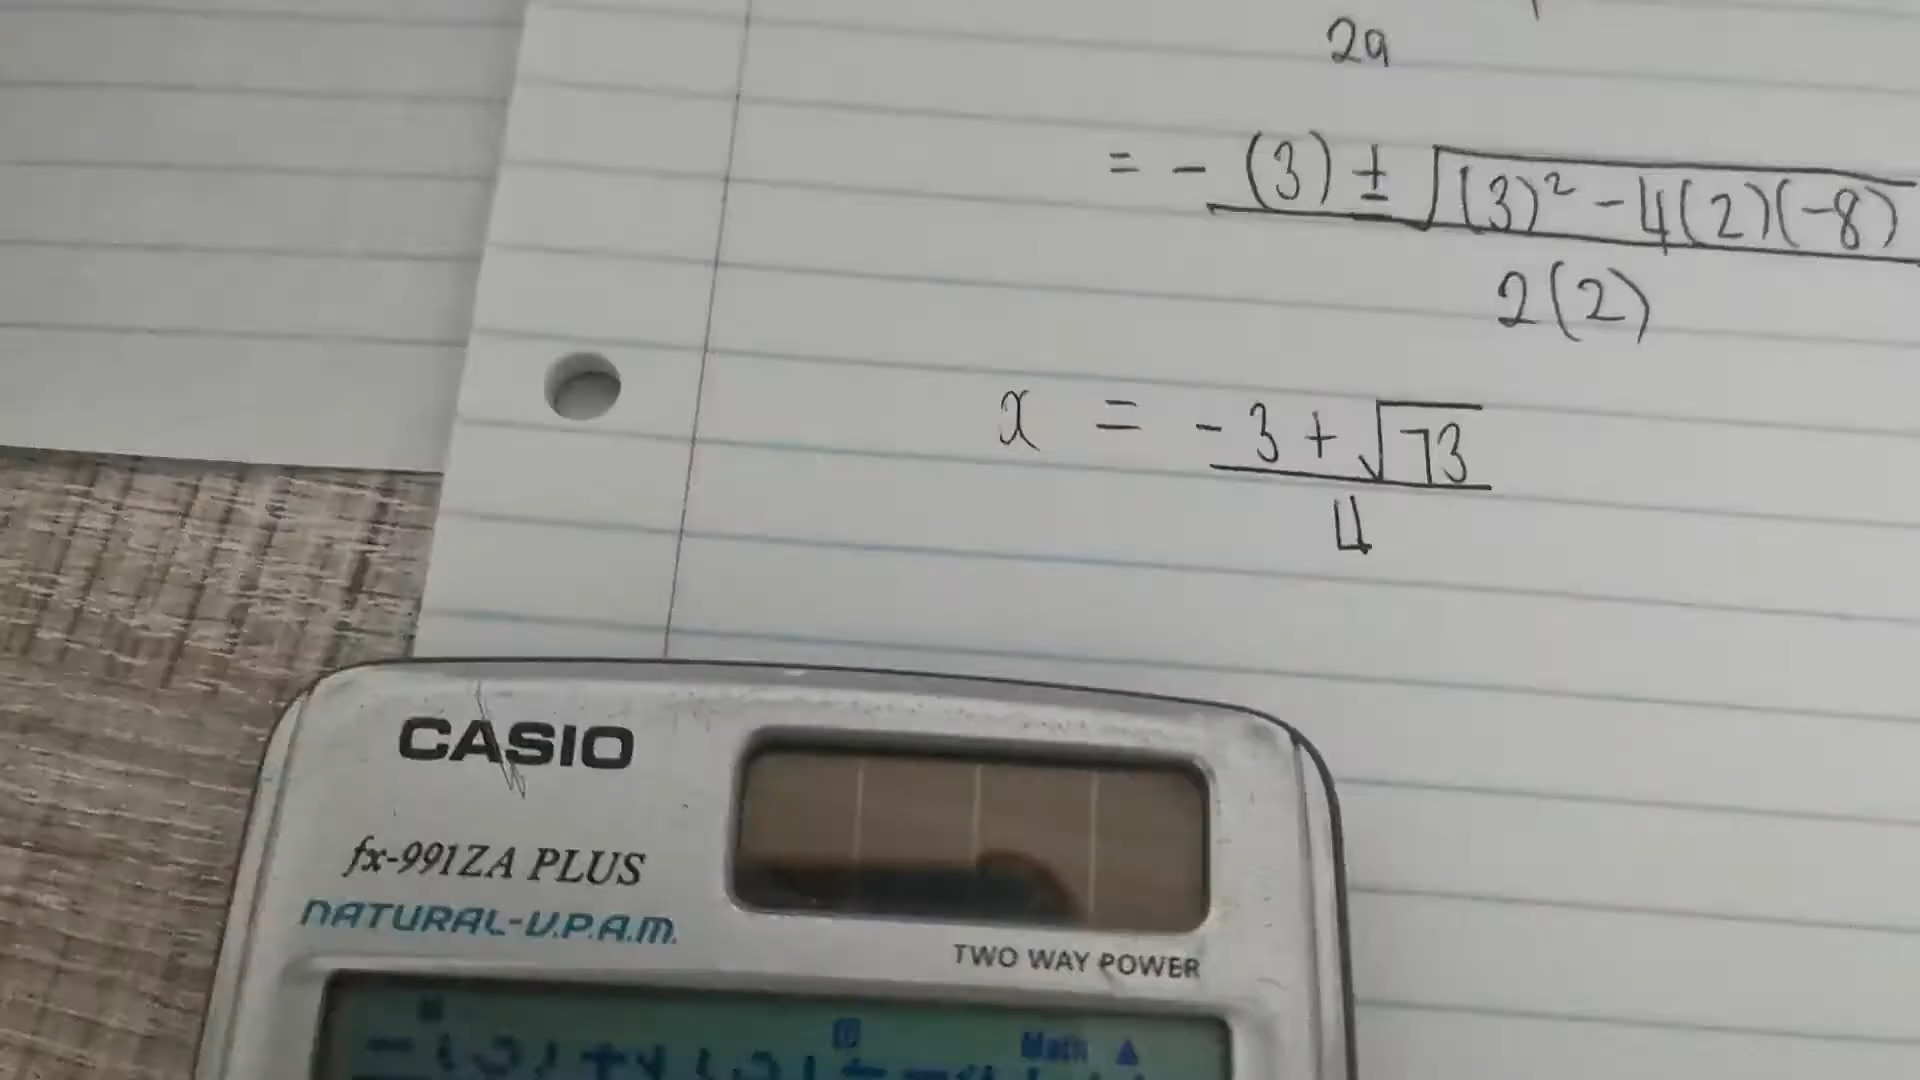 2a
= -(3) ± √(3)² - 4(2)(-8)
2(2)
x = -3 + √73
4
CASIO
fx-991ZA PLUS
NATURAL-V.P.A.M.
TWO WAY POWER
Math ▲